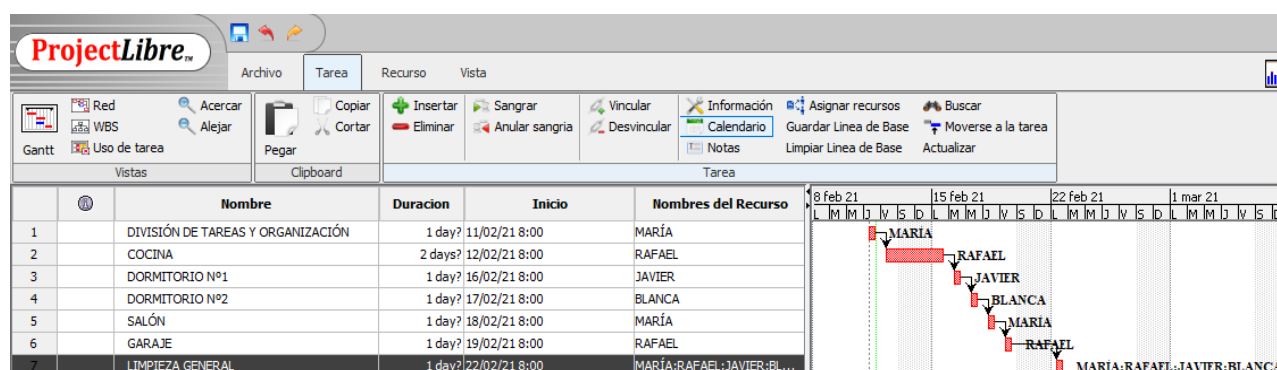 ProjectLibre™
Archivo Tarea Recurso Vista
Red Acercar Copiar Insertar Sangrar Vincular Información Asignar recursos Buscar
WBS Alejar Cortar Eliminar Anular sangria Desvincular Calendario Guardar Linea de Base Moverse a la tarea
Gantt Uso de tarea Pegar Notas Limpiar Linea de Base Actualizar
Vistas Clipboard Tarea
Nombre Duracion Inicio Nombres del Recurso 8 feb 21 15 feb 21 22 feb 21 1 mar 21
L M M J V S D L M M J V S D L M M J V S D L M M J V S D
1 DIVISIÓN DE TAREAS Y ORGANIZACIÓN 1 day? 11/02/21 8:00 MARÍA MARÍA
2 COCINA 2 days? 12/02/21 8:00 RAFAEL RAFAEL
3 DORMITORIO Nº1 1 day? 16/02/21 8:00 JAVIER JAVIER
4 DORMITORIO Nº2 1 day? 17/02/21 8:00 BLANCA BLANCA
5 SALÓN 1 day? 18/02/21 8:00 MARÍA MARÍA
6 GARAJE 1 day? 19/02/21 8:00 RAFAEL RAFAEL
7 LIMPIEZA GENERAL 1 day? 22/02/21 8:00 MARÍA;RAFAEL;JAVIER;BL... MARÍA;RAFAEL;JAVIER;BLANCA